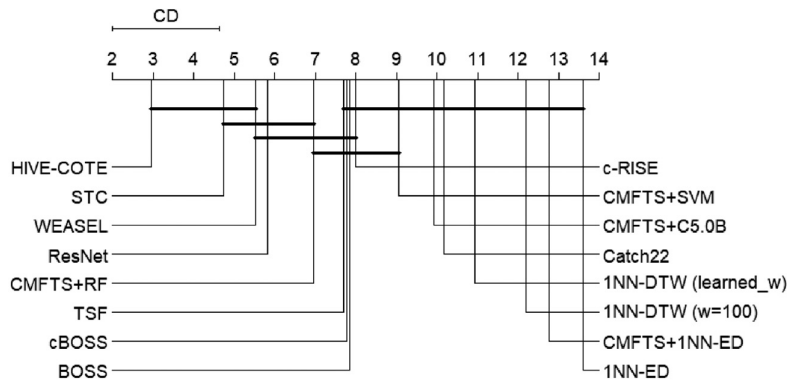 CD
2 3 4 5 6 7 8 9 10 11 12 13 14
HIVE-COTE
STC
WEASEL
ResNet
CMFTS+RF
TSF
cBOSS
BOSS
c-RISE
CMFTS+SVM
CMFTS+C5.0B
Catch22
1NN-DTW (learned_w)
1NN-DTW (w=100)
CMFTS+1NN-ED
1NN-ED